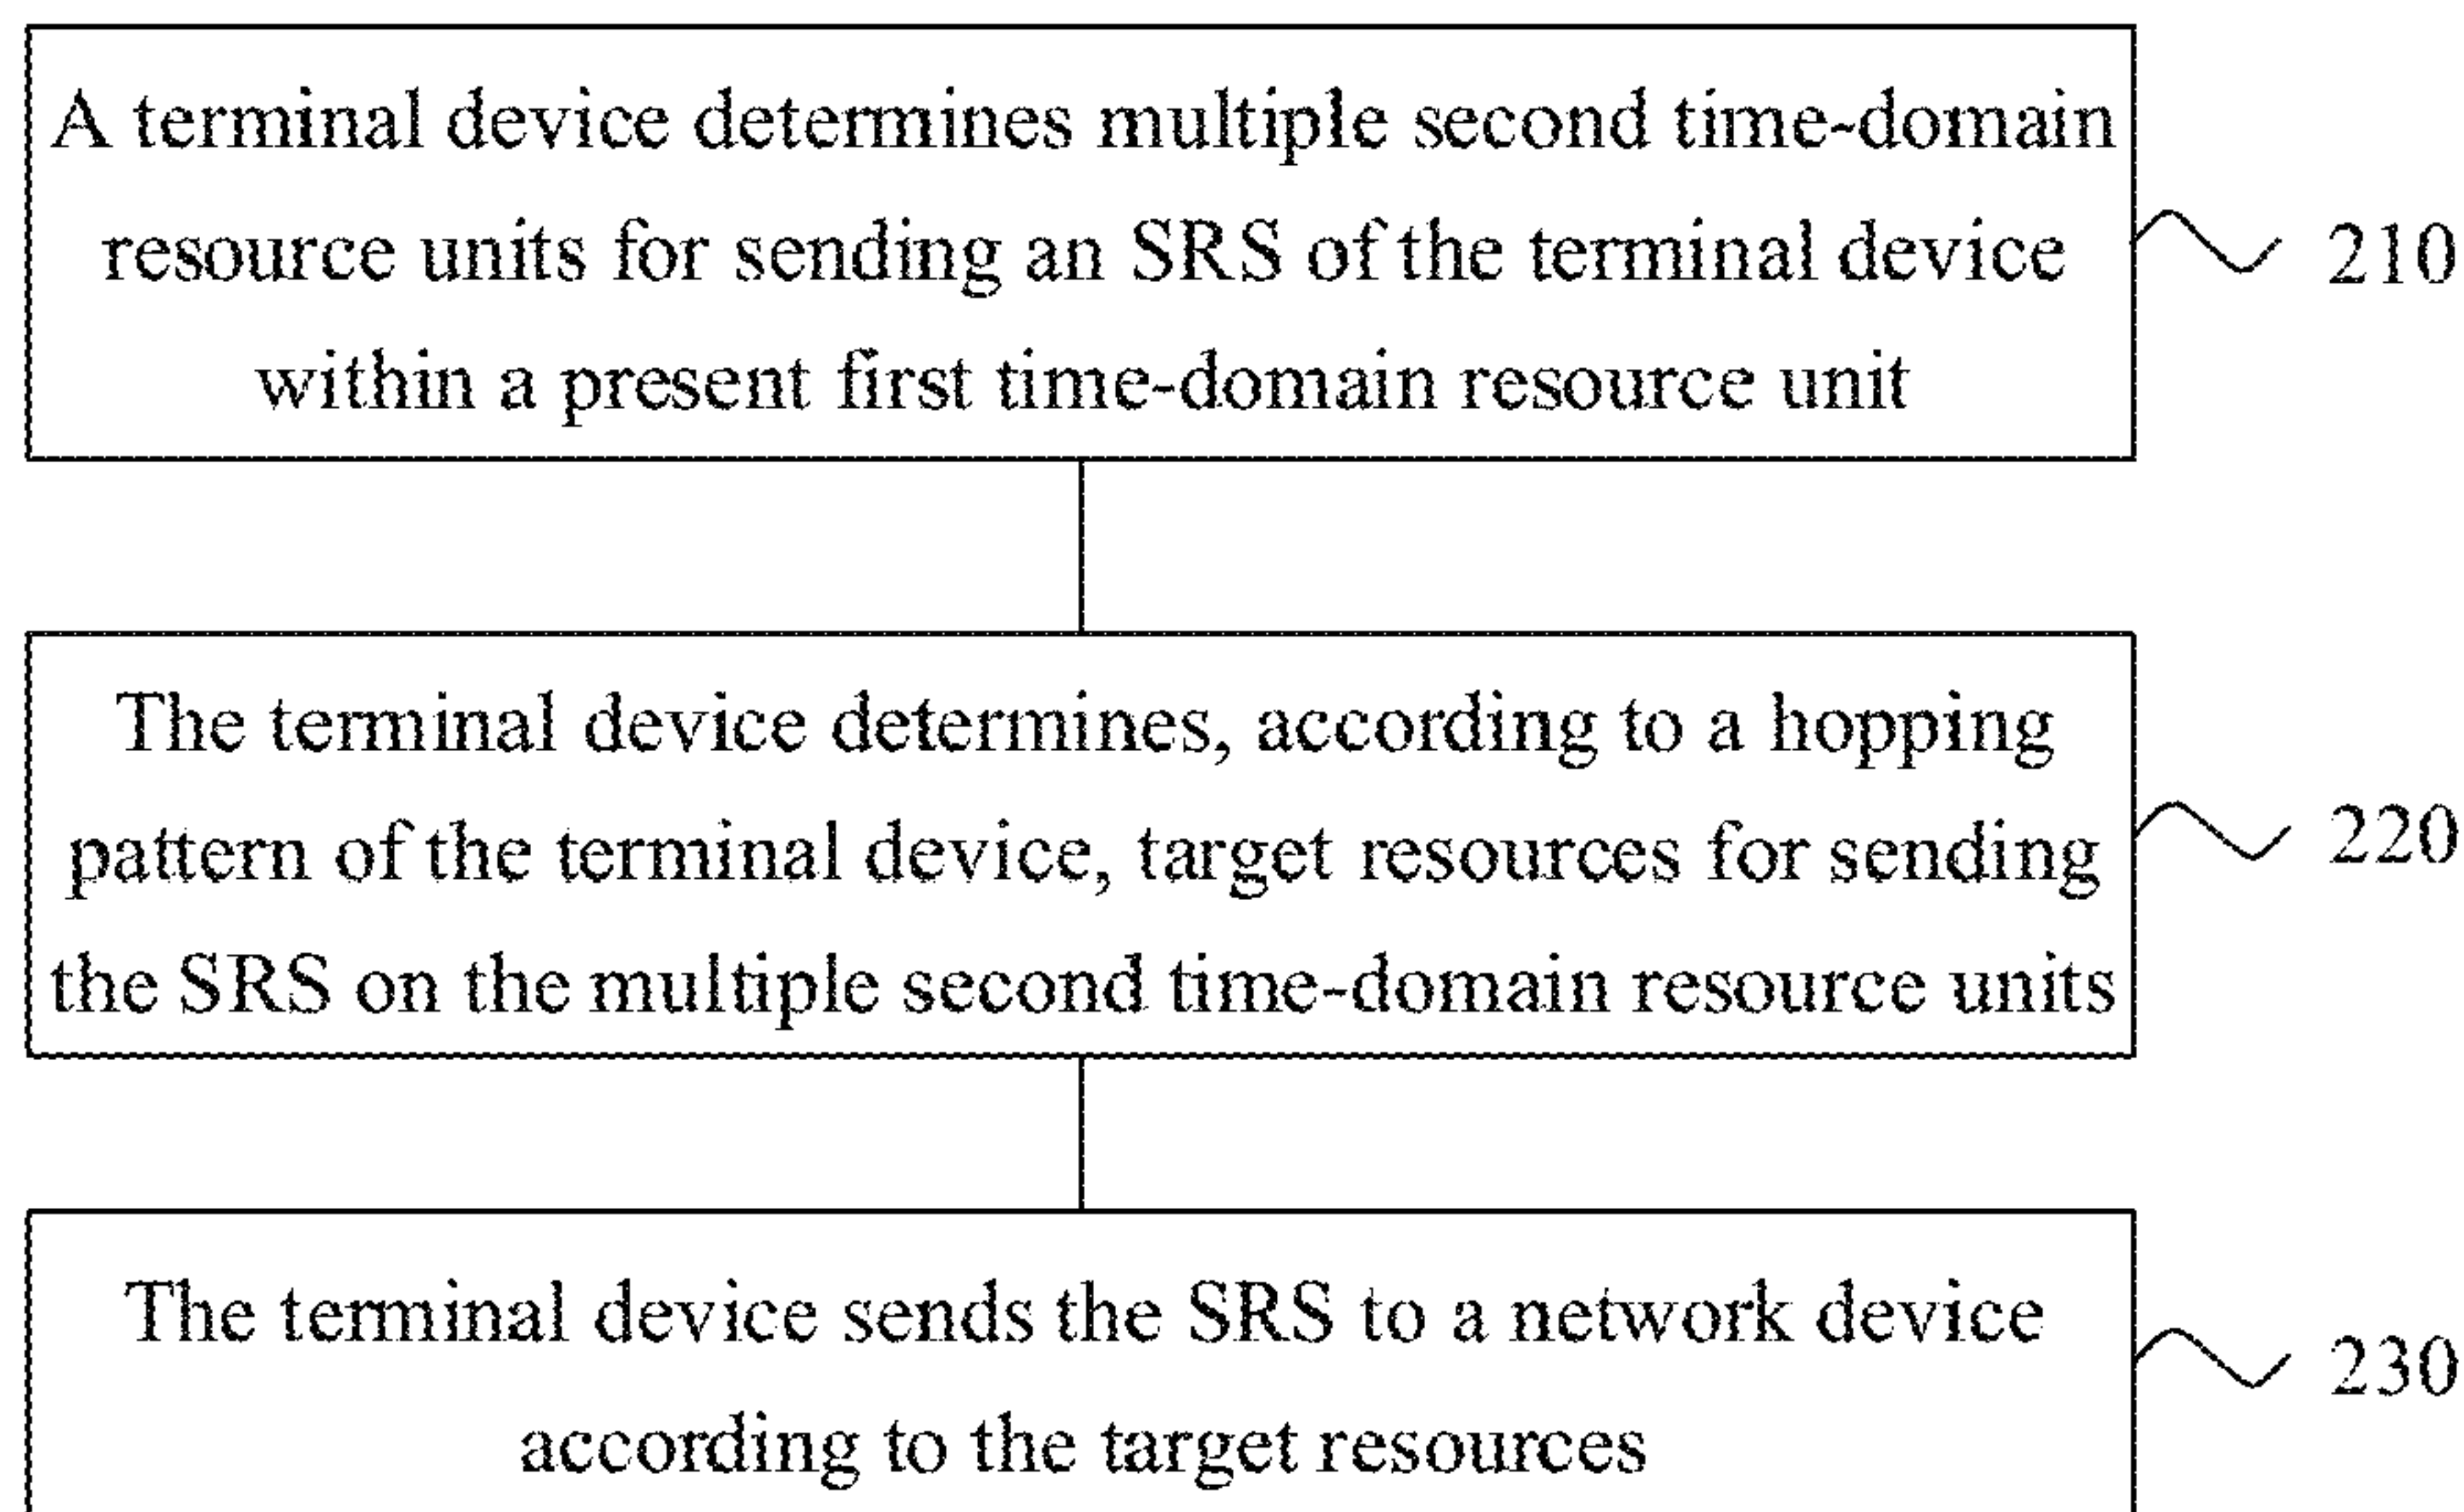 A terminal device determines multiple second time-domain
resource units for sending an SRS of the terminal device
within a present first time-domain resource unit
210
The terminal device determines, according to a hopping
pattern of the terminal device, target resources for sending
the SRS on the multiple second time-domain resource units
220
The terminal device sends the SRS to a network device
according to the target resources
230